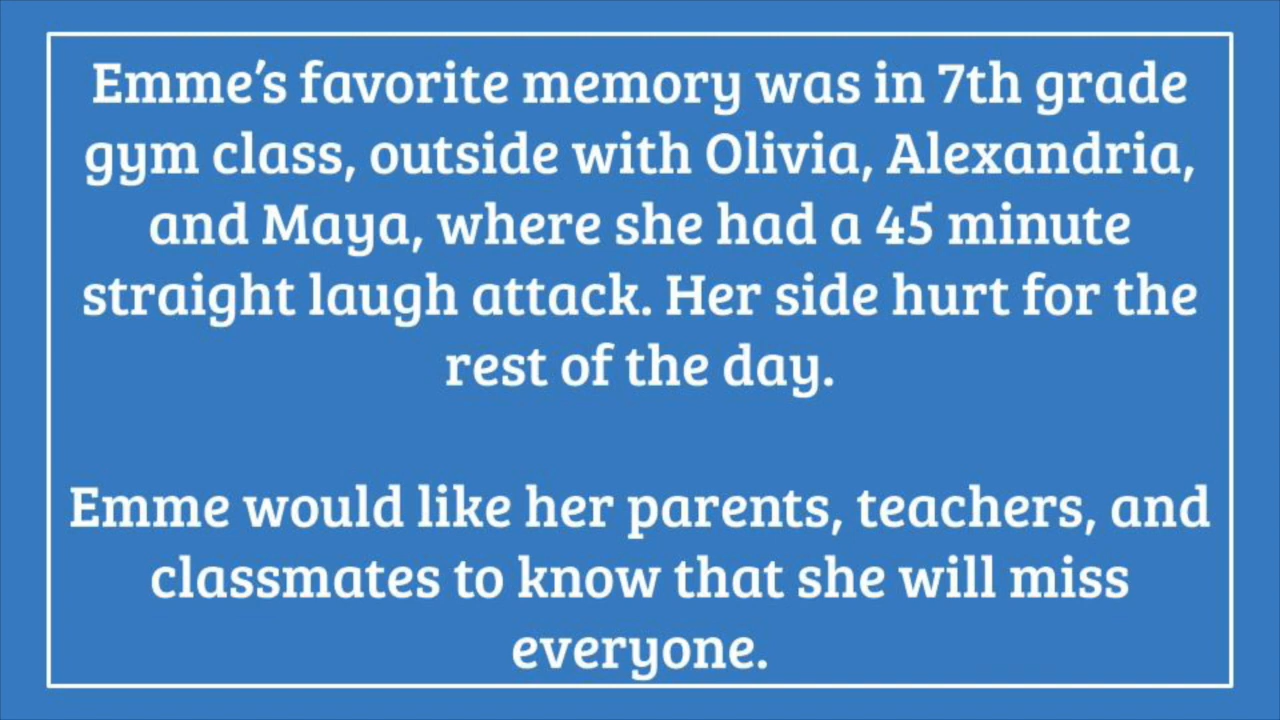 Emme’s favorite memory was in 7th grade
gym class, outside with Olivia, Alexandria,
and Maya, where she had a 45 minute
straight laugh attack. Her side hurt for the
rest of the day.
Emme would like her parents, teachers, and
classmates to know that she will miss
everyone.